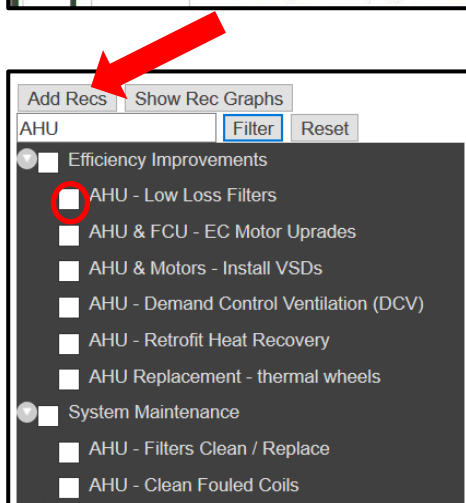 Add Recs Show Rec Graphs
AHU Filter Reset
Efficiency Improvements
AHU - Low Loss Filters
AHU & FCU - EC Motor Uprades
AHU & Motors - Install VSDs
AHU - Demand Control Ventilation (DCV)
AHU - Retrofit Heat Recovery
AHU Replacement - thermal wheels
System Maintenance
AHU - Filters Clean / Replace
AHU - Clean Fouled Coils